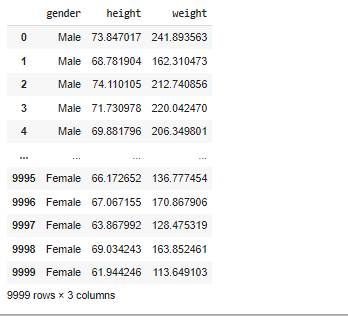 gender height weight
0 Male 73.847017 241.893563
1 Male 68.781904 162.310473
2 Male 74.110105 212.740856
3 Male 71.730978 220.042470
4 Male 69.881796 206.349801
... ... ... ...
9995 Female 66.172652 136.777454
9996 Female 67.067155 170.867906
9997 Female 63.867992 128.475319
9998 Female 69.034243 163.852461
9999 Female 61.944246 113.649103
9999 rows × 3 columns